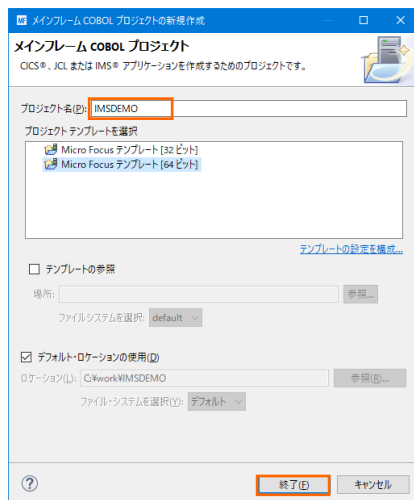 メインフレーム COBOL プロジェクトの新規作成
メインフレーム COBOL プロジェクト
CICS®、JCL または IMS® アプリケーションを作成するためのプロジェクトです。
プロジェクト名(P): IMSDEMO
プロジェクト テンプレートを選択
Micro Focus テンプレート [32 ビット]
Micro Focus テンプレート [64 ビット]
テンプレートの設定を構成...
テンプレートの参照
場所: 参照...
ファイルシステムを選択: default
デフォルト・ロケーションの使用(D)
ロケーション(L): C:¥work¥IMSDEMO 参照(R)...
ファイル・システムを選択(Y): デフォルト
? 終了(F) キャンセル